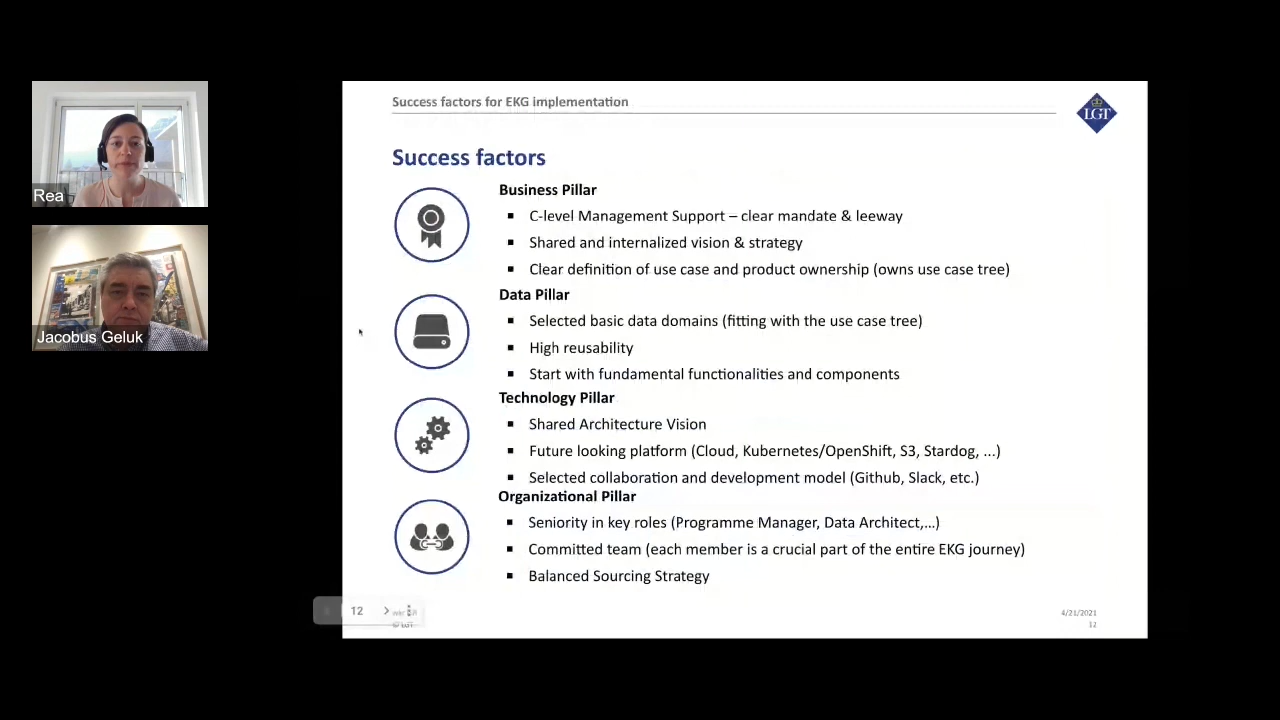 Rea
Jacobus Geluk
Success factors for EKG implementation
LGT
Success factors
Business Pillar
▪ C-level Management Support – clear mandate & leeway
▪ Shared and internalized vision & strategy
▪ Clear definition of use case and product ownership (owns use case tree)
Data Pillar
▪ Selected basic data domains (fitting with the use case tree)
▪ High reusability
▪ Start with fundamental functionalities and components
Technology Pillar
▪ Shared Architecture Vision
▪ Future looking platform (Cloud, Kubernetes/OpenShift, S3, Stardog, ...)
▪ Selected collaboration and development model (Github, Slack, etc.)
Organizational Pillar
▪ Seniority in key roles (Programme Manager, Data Architect,...)
▪ Committed team (each member is a crucial part of the entire EKG journey)
▪ Balanced Sourcing Strategy
12
© LGT
4/21/2021
12